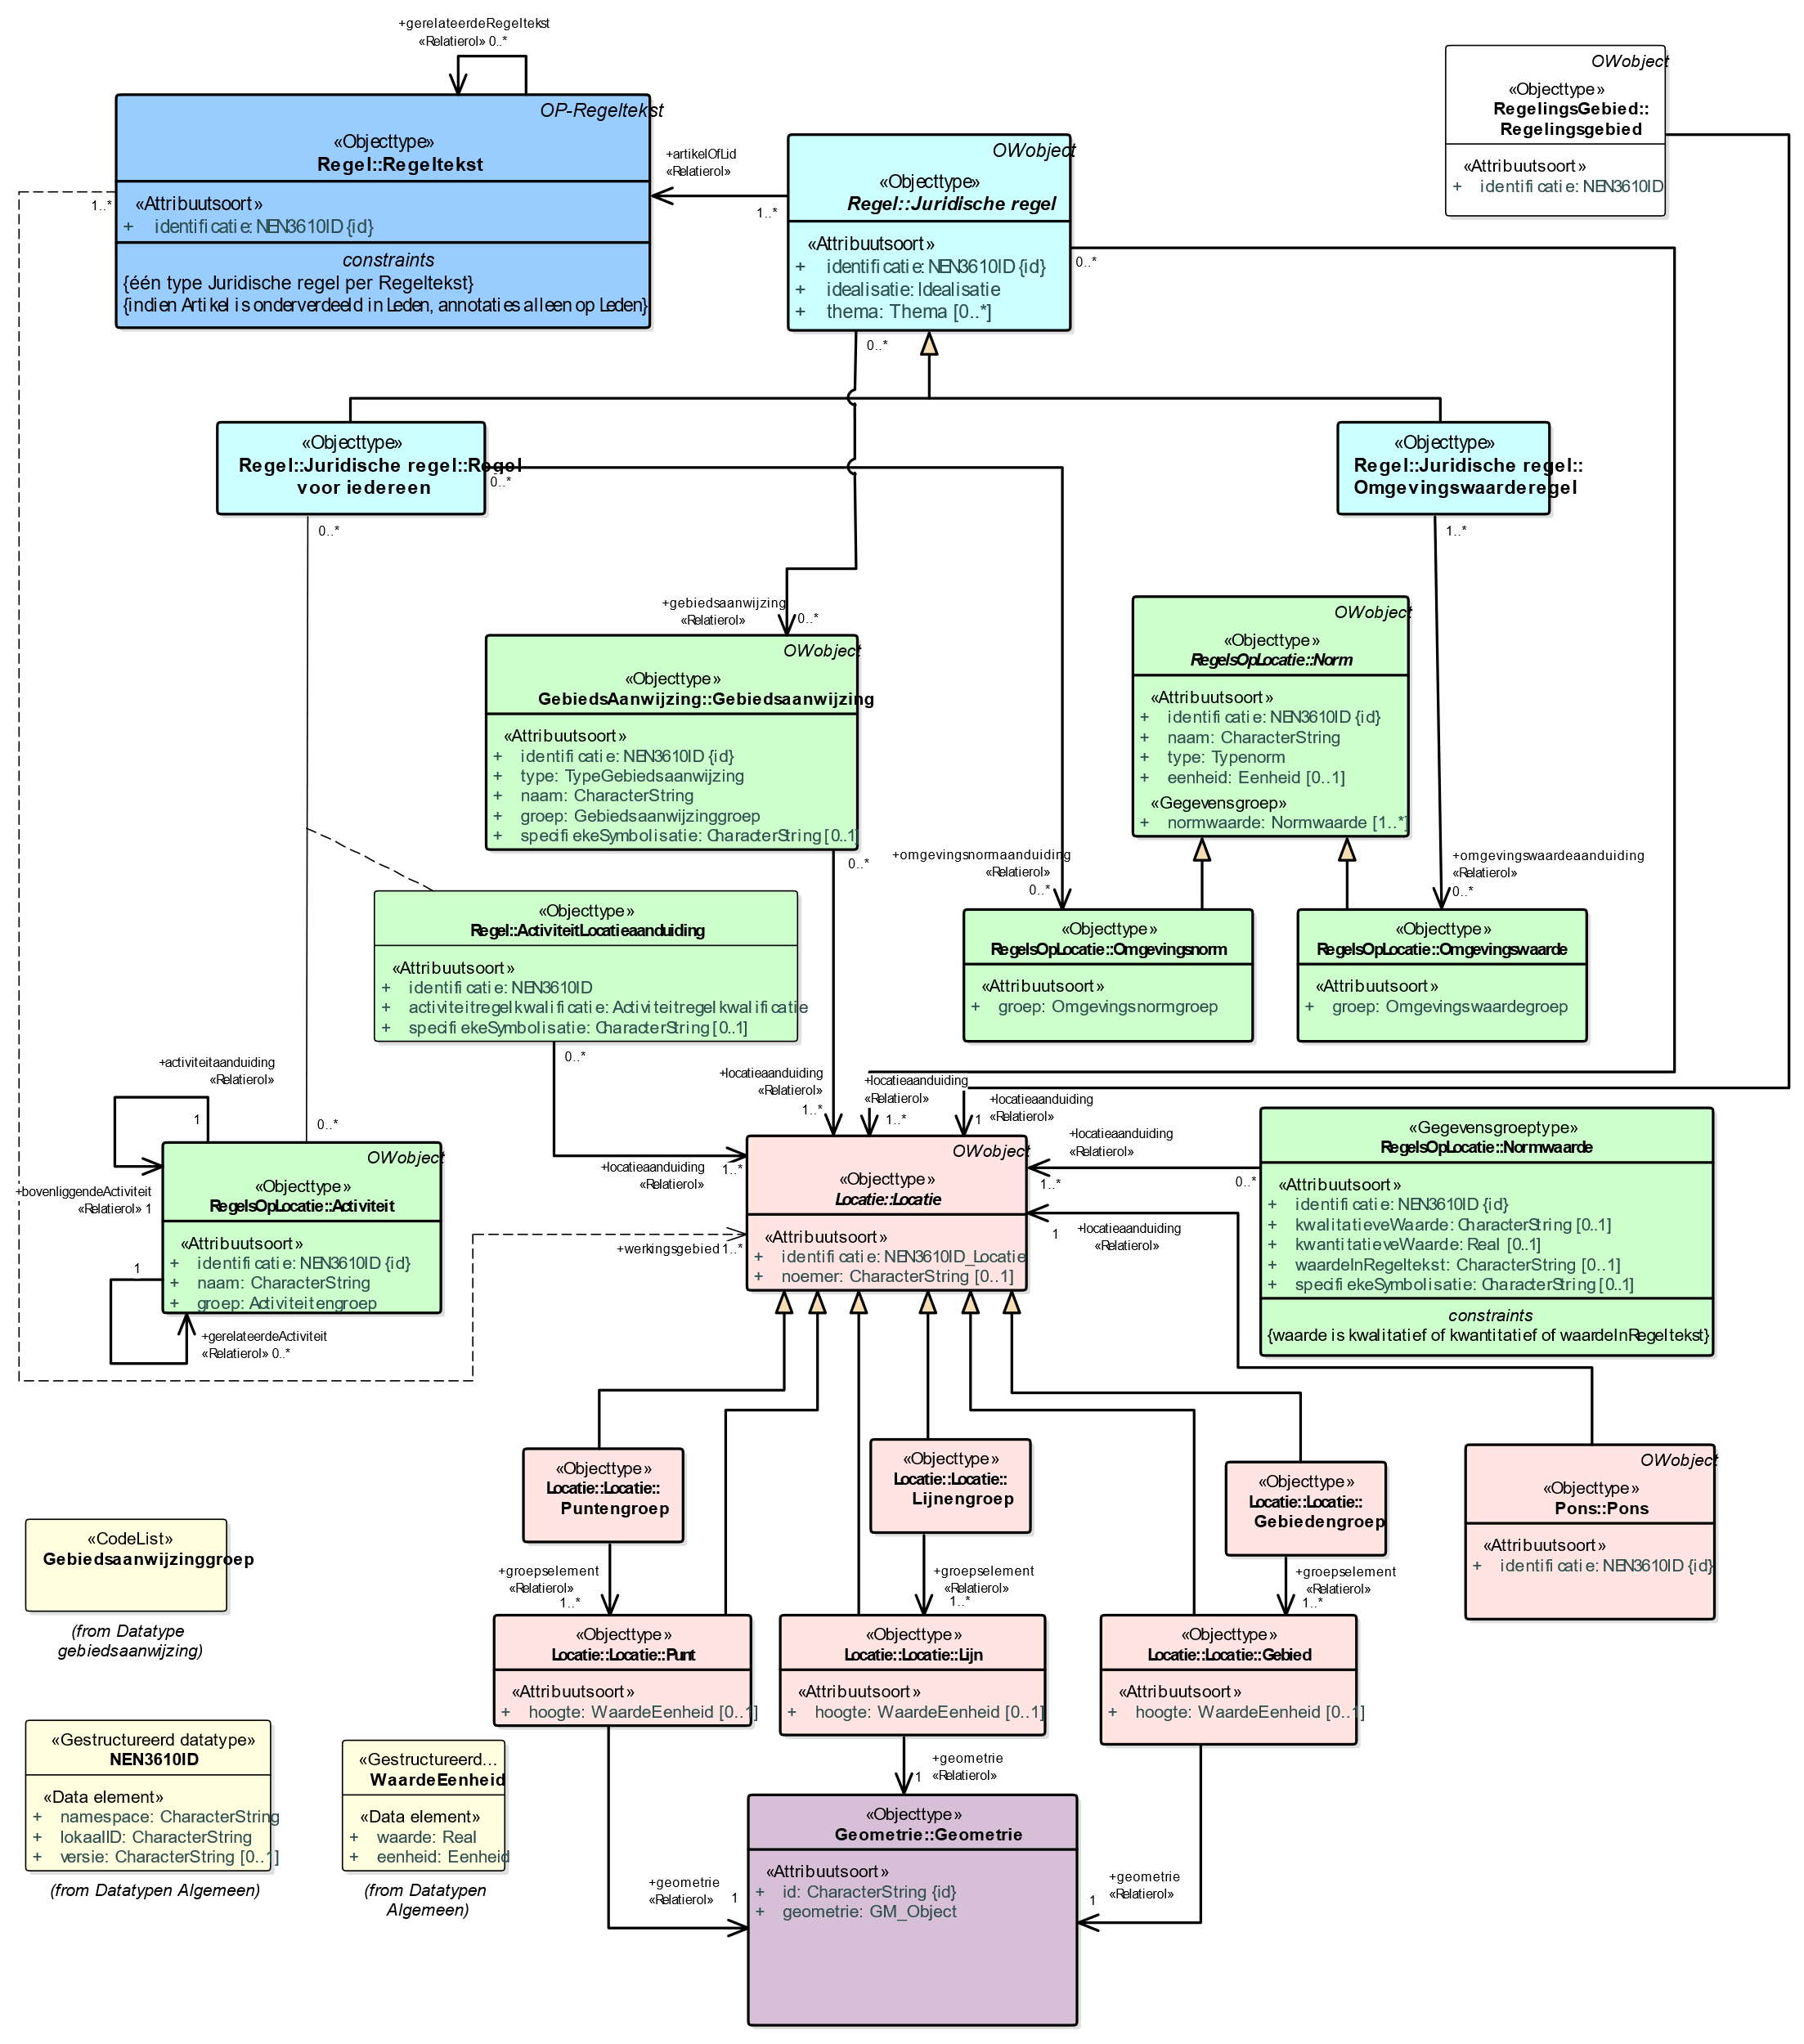 +gerelateerdeRegeltekst
«Relatierol» 0..*
OP-Regeltekst
«Objecttype»
Regel::Regeltekst
«Attribuutsoort»
+ identificatie: NEN3610ID {id}
constraints
{één type Juridische regel per Regeltekst}
{indien Artikel is onderverdeeld in Leden, annotaties alleen op Leden}
1..*
+artikelOfLid
«Relatierol»
1..*
OWobject
«Objecttype»
Regel::Juridische regel
«Attribuutsoort»
+ identificatie: NEN3610ID {id}
+ idealisatie: Idealisatie
+ thema: Thema [0..*]
0..*
0..*
OWobject
«Objecttype»
RegelingsGebied::
Regelingsgebied
«Attribuutsoort»
+ identificatie: NEN3610ID
«Objecttype»
Regel::Juridische regel::Regel
voor iedereen
0..*
0..*
«Objecttype»
Regel::Juridische regel::
Omgevingswaarderegel
1..*
+gebiedsaanwijzing
«Relatierol»
0..*
OWobject
«Objecttype»
GebiedsAanwijzing::Gebiedsaanwijzing
«Attribuutsoort»
+ identificatie: NEN3610ID {id}
+ type: TypeGebiedsaanwijzing
+ naam: CharacterString
+ groep: Gebiedsaanwijzinggroep
+ specifiekeSymbolisatie: CharacterString [0..1]
0..*
OWobject
«Objecttype»
RegelsOpLocatie::Norm
«Attribuutsoort»
+ identificatie: NEN3610ID {id}
+ naam: CharacterString
+ type: Typenorm
+ eenheid: Eenheid [0..1]
«Gegevensgroep»
+ normwaarde: Normwaarde [1..*]
+omgevingsnormaanduiding
«Relatierol»
0..*
+omgevingswaardeaanduiding
«Relatierol»
0..*
«Objecttype»
Regel::ActiviteitLocatieaanduiding
«Attribuutsoort»
+ identificatie: NEN3610ID
+ activiteitregelkwalificatie: Activiteitregelkwalificatie
+ specifiekeSymbolisatie: CharacterString [0..1]
0..*
«Objecttype»
RegelsOpLocatie::Omgevingsnorm
«Attribuutsoort»
+ groep: Omgevingsnormgroep
«Objecttype»
RegelsOpLocatie::Omgevingswaarde
«Attribuutsoort»
+ groep: Omgevingswaardegroep
+activiteitaanduiding
«Relatierol»
1
0..*
+bovenliggendeActiviteit
«Relatierol» 1
OWobject
«Objecttype»
RegelsOpLocatie::Activiteit
«Attribuutsoort»
+ identificatie: NEN3610ID {id}
+ naam: CharacterString
+ groep: Activiteitengroep
1
+gerelateerdeActiviteit
«Relatierol» 0..*
+locatieaanduiding
«Relatierol»
1..*
+locatieaanduiding
«Relatierol»
1..*
+locatieaanduiding
«Relatierol»
1
+locatieaanduiding
«Relatierol»
1..*
+locatieaanduiding
«Relatierol»
1..*
0..*
+locatieaanduiding
«Relatierol»
1
+werkingsgebied 1..*
OWobject
«Objecttype»
Locatie::Locatie
«Attribuutsoort»
+ identificatie: NEN3610ID_Locatie
+ noemer: CharacterString [0..1]
«Gegevensgroeptype»
RegelsOpLocatie::Normwaarde
«Attribuutsoort»
+ identificatie: NEN3610ID {id}
+ kwalitatieveWaarde: CharacterString [0..1]
+ kwantitatieveWaarde: Real [0..1]
+ waardeInRegeltekst: CharacterString [0..1]
+ specifiekeSymbolisatie: CharacterString [0..1]
constraints
{waarde is kwalitatief of kwantitatief of waardeInRegeltekst}
«Objecttype»
Locatie::Locatie::
Puntengroep
«Objecttype»
Locatie::Locatie::
Lijnengroep
«Objecttype»
Locatie::Locatie::
Gebiedengroep
OWobject
«Objecttype»
Pons::Pons
«Attribuutsoort»
+ identificatie: NEN3610ID {id}
+groepselement
«Relatierol»
1..*
+groepselement
«Relatierol»
1..*
+groepselement
«Relatierol»
1..*
«CodeList»
Gebiedsaanwijzinggroep
(from Datatype
gebiedsaanwijzing)
«Objecttype»
Locatie::Locatie::Punt
«Attribuutsoort»
+ hoogte: WaardeEenheid [0..1]
«Objecttype»
Locatie::Locatie::Lijn
«Attribuutsoort»
+ hoogte: WaardeEenheid [0..1]
«Objecttype»
Locatie::Locatie::Gebied
«Attribuutsoort»
+ hoogte: WaardeEenheid [0..1]
«Gestructureerd datatype»
NEN3610ID
«Data element»
+ namespace: CharacterString
+ lokaalID: CharacterString
+ versie: CharacterString [0..1]
(from Datatypen Algemeen)
«Gestructureerd...
WaardeEenheid
«Data element»
+ waarde: Real
+ eenheid: Eenheid
(from Datatypen
Algemeen)
+geometrie
«Relatierol»
1
+geometrie
«Relatierol»
1
+geometrie
«Relatierol»
1
«Objecttype»
Geometrie::Geometrie
«Attribuutsoort»
+ id: CharacterString {id}
+ geometrie: GM_Object